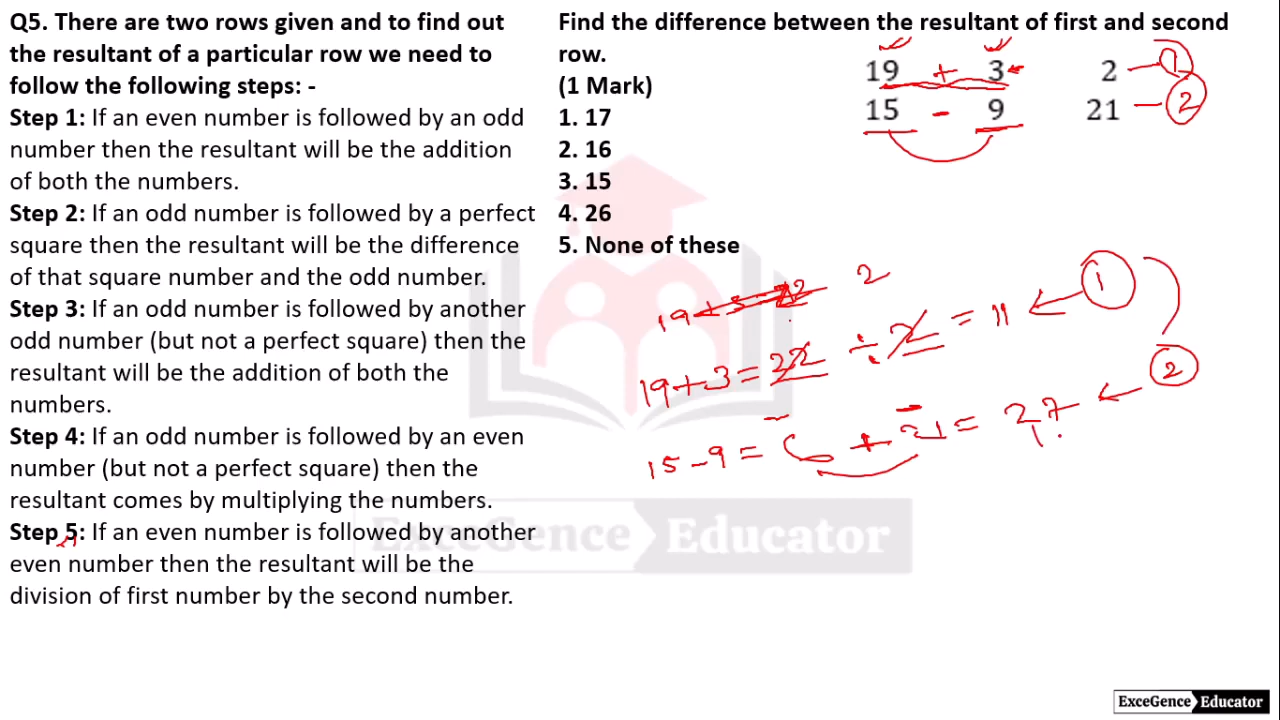 Q5. There are two rows given and to find out
the resultant of a particular row we need to
follow the following steps: -
Step 1: If an even number is followed by an odd
number then the resultant will be the addition
of both the numbers.
Step 2: If an odd number is followed by a perfect
square then the resultant will be the difference
of that square number and the odd number.
Step 3: If an odd number is followed by another
odd number (but not a perfect square) then the
resultant will be the addition of both the
numbers.
Step 4: If an odd number is followed by an even
number (but not a perfect square) then the
resultant comes by multiplying the numbers.
Step 5: If an even number is followed by another
even number then the resultant will be the
division of first number by the second number.
Find the difference between the resultant of first and second
row.
(1 Mark)
1. 17
2. 16
3. 15
4. 26
5. None of these
19 + 3 2 — 1
15 - 9 21 — 2
2
19+3=22 ÷ 2 = 11 ← 1
15-9= 6 + 21 = 27 ← 2
ExceGence Educator
ExceGence Educator